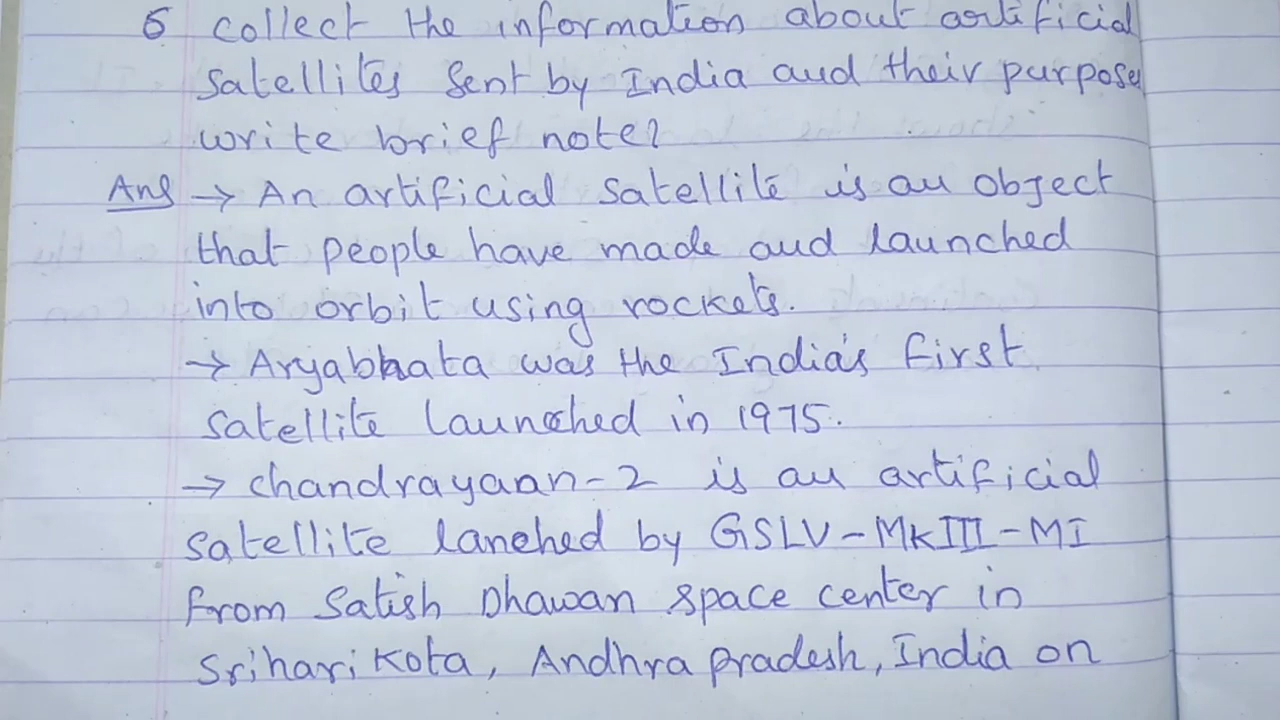 5 collect the information about artificial
satellites sent by India and their purpose
write brief note?
Ans → An artificial satellite is an object
that people have made and launched
into orbit using rockets.
→ Aryabhata was the India's first
satellite launched in 1975.
→ chandrayaan-2 is an artificial
satellite lanched by GSLV-MKIII-MI
from Satish Dhawan space center in
Srihari Kota, Andhra pradesh, India on